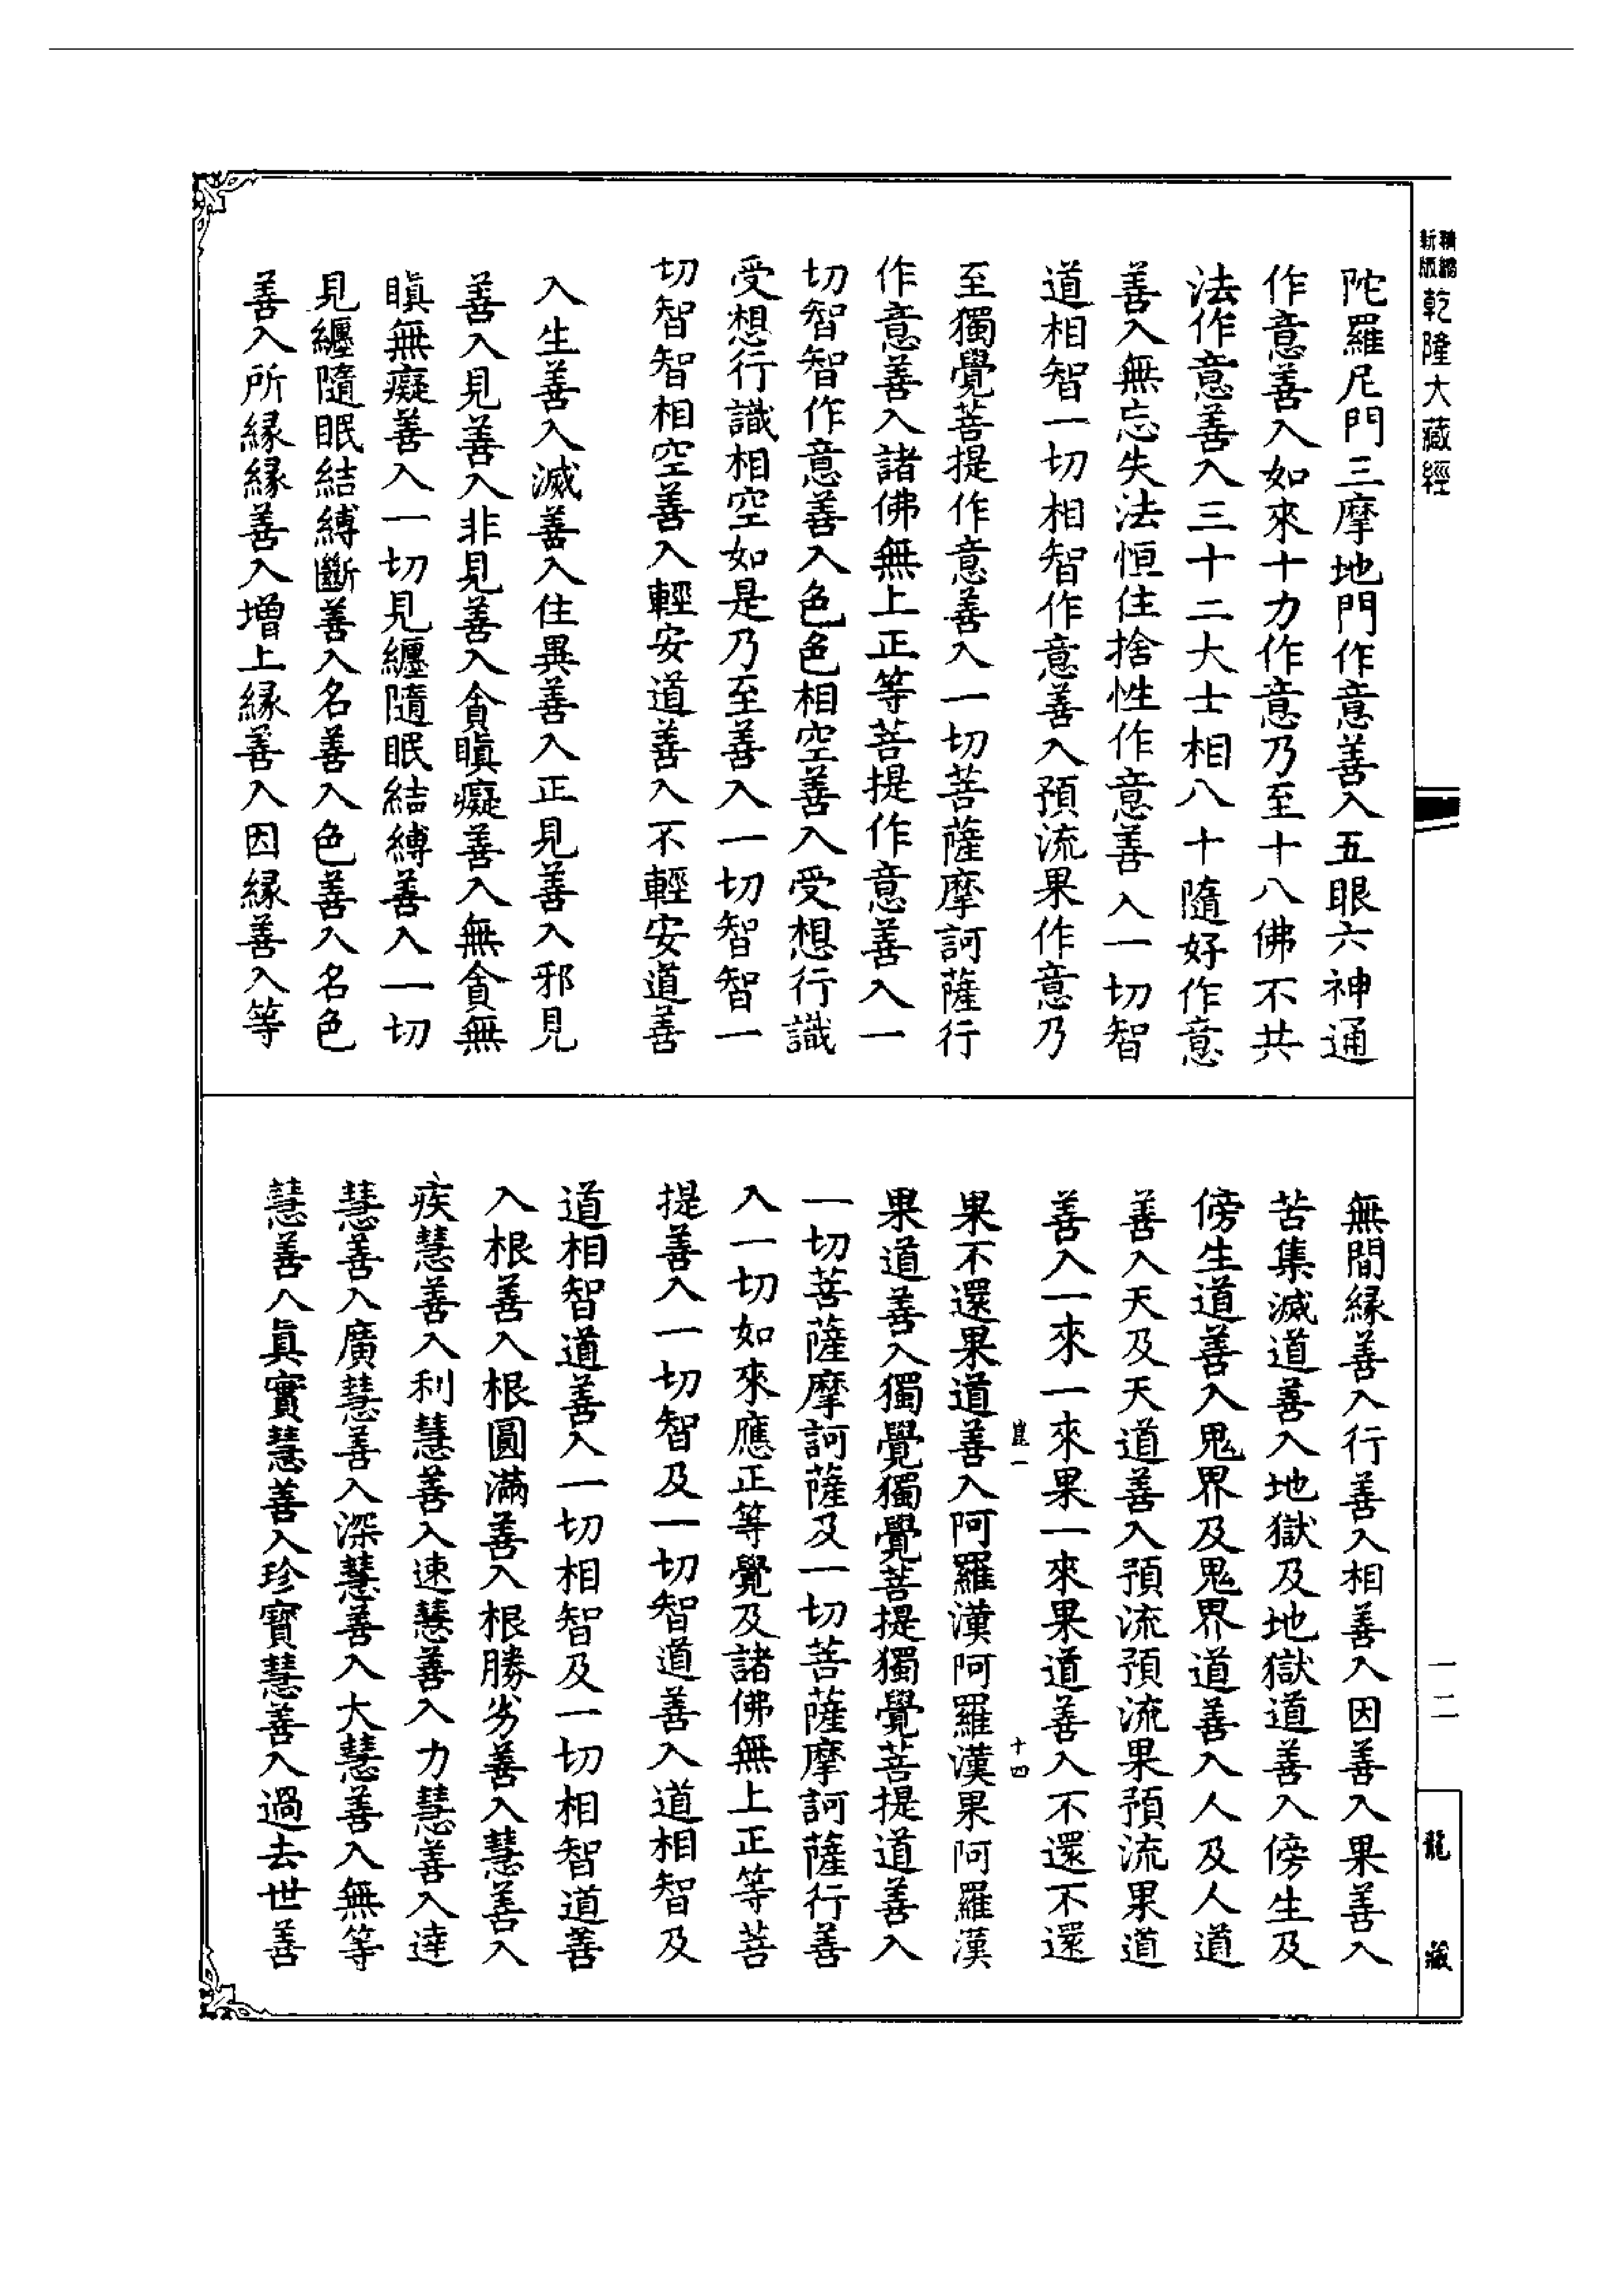 精縮
新版
乾隆大藏經
陀羅尼門三摩地門作意善入五眼六神通
作意善入如來十力作意乃至十八佛不共
法作意善入三十二大士相八十隨好作意
善入無忘失法恒住捨性作意善入一切智
道相智一切相智作意善入預流果作意乃
至獨覺菩提作意善入一切菩薩摩訶薩行
作意善入諸佛無上正等菩提作意善入一
切智智作意善入色色相空善入受想行識
受想行識相空如是乃至善入一切智智一
切智智相空善入輕安道善入不輕安道善
入生善入滅善入住異善入正見善入邪見
善入見善入非見善入貪瞋癡善入無貪無
瞋無癡善入一切見纏隨眠結縛善入一切
見纏隨眠結縛斷善入名善入色善入名色
善入所緣緣善入增上緣善入因緣善入等
無間緣善入行善入相善入因善入果善入
苦集滅道善入地獄及地獄道善入傍生及
傍生道善入鬼界及鬼界道善入人及人道
善入天及天道善入預流預流果預流果道
善入一來一來果一來果道善入不還不還
崑一
十四
果不還果道善入阿羅漢阿羅漢果阿羅漢
果道善入獨覺獨覺菩提獨覺菩提道善入
一切菩薩摩訶薩及一切菩薩摩訶薩行善
入一切如來應正等覺及諸佛無上正等菩
提善入一切智及一切智道善入道相智及
道相智道善入一切相智及一切相智道善
入根善入根圓滿善入根勝劣善入慧善入
疾慧善入利慧善入速慧善入力慧善入達
慧善入廣慧善入深慧善入大慧善入無等
慧善入真實慧善入珍寶慧善入過去世善
一二
龍藏